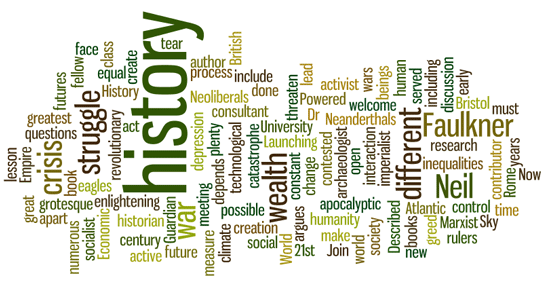 history
struggle
crisis
war
wealth
different
Faulkner
Neil
tear
face
class
equal
create
futures
fellow
History
greatest
questions
act
revolutionary
lesson
Empire
book
eagles
grotesque
enlightening
great
apart
numerous
socialist
Economic
historian
century
active
Guardian
future
author
British
process
include
Neoliberals
done
consultant
depression
plenty
technological
depends
meeting
measure
climate
possible
creation
social
catastrophe
University
Launching
threaten
Powered
Dr
lead
activist
wars
welcome
Neanderthals
constant
change
contested
open
archaeologist
interaction
imperialist
argues
apocalyptic
humanity
World
21st
make
Join
world
society
human
beings
served
including
discussion
early
Bristol
must
research
inequalities
contributor
Rome
years
Now
Described
Atlantic
control
time
books
greed
Marxist
Sky
new
rulers